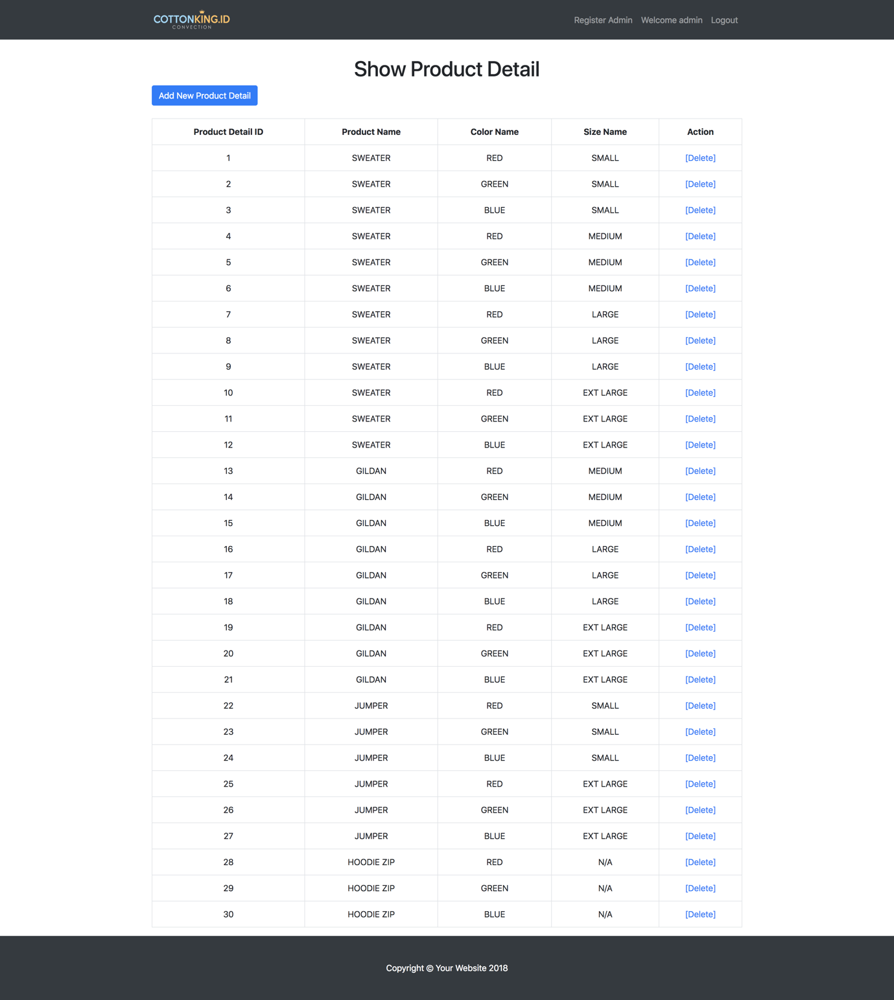 COTTONKING.ID
CONVECTION
Register Admin Welcome admin Logout
Show Product Detail
Add New Product Detail
Product Detail ID Product Name Color Name Size Name Action
1 SWEATER RED SMALL [Delete]
2 SWEATER GREEN SMALL [Delete]
3 SWEATER BLUE SMALL [Delete]
4 SWEATER RED MEDIUM [Delete]
5 SWEATER GREEN MEDIUM [Delete]
6 SWEATER BLUE MEDIUM [Delete]
7 SWEATER RED LARGE [Delete]
8 SWEATER GREEN LARGE [Delete]
9 SWEATER BLUE LARGE [Delete]
10 SWEATER RED EXT LARGE [Delete]
11 SWEATER GREEN EXT LARGE [Delete]
12 SWEATER BLUE EXT LARGE [Delete]
13 GILDAN RED MEDIUM [Delete]
14 GILDAN GREEN MEDIUM [Delete]
15 GILDAN BLUE MEDIUM [Delete]
16 GILDAN RED LARGE [Delete]
17 GILDAN GREEN LARGE [Delete]
18 GILDAN BLUE LARGE [Delete]
19 GILDAN RED EXT LARGE [Delete]
20 GILDAN GREEN EXT LARGE [Delete]
21 GILDAN BLUE EXT LARGE [Delete]
22 JUMPER RED SMALL [Delete]
23 JUMPER GREEN SMALL [Delete]
24 JUMPER BLUE SMALL [Delete]
25 JUMPER RED EXT LARGE [Delete]
26 JUMPER GREEN EXT LARGE [Delete]
27 JUMPER BLUE EXT LARGE [Delete]
28 HOODIE ZIP RED N/A [Delete]
29 HOODIE ZIP GREEN N/A [Delete]
30 HOODIE ZIP BLUE N/A [Delete]
Copyright © Your Website 2018